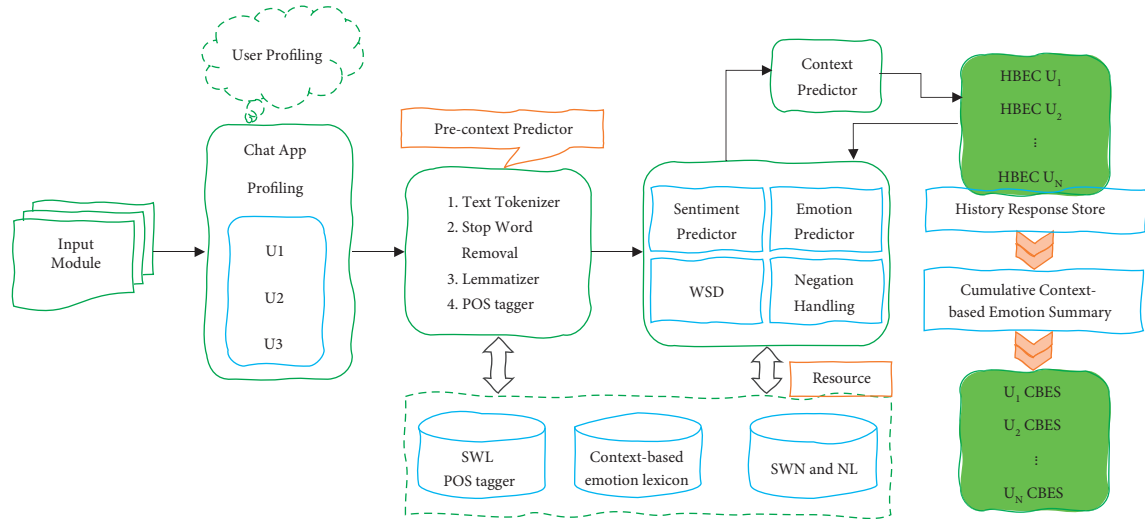 User Profiling
Chat App
Profiling
U1
U2
U3
Input
Module
Pre-context Predictor
1. Text Tokenizer
2. Stop Word
Removal
3. Lemmatizer
4. POS tagger
Context
Predictor
Sentiment
Predictor
Emotion
Predictor
WSD
Negation
Handling
Resource
SWL
POS tagger
Context-based
emotion lexicon
SWN and NL
HBEC U1
HBEC U2
⋮
HBEC UN
History Response Store
Cumulative Context-
based Emotion Summary
U1 CBES
U2 CBES
⋮
UN CBES